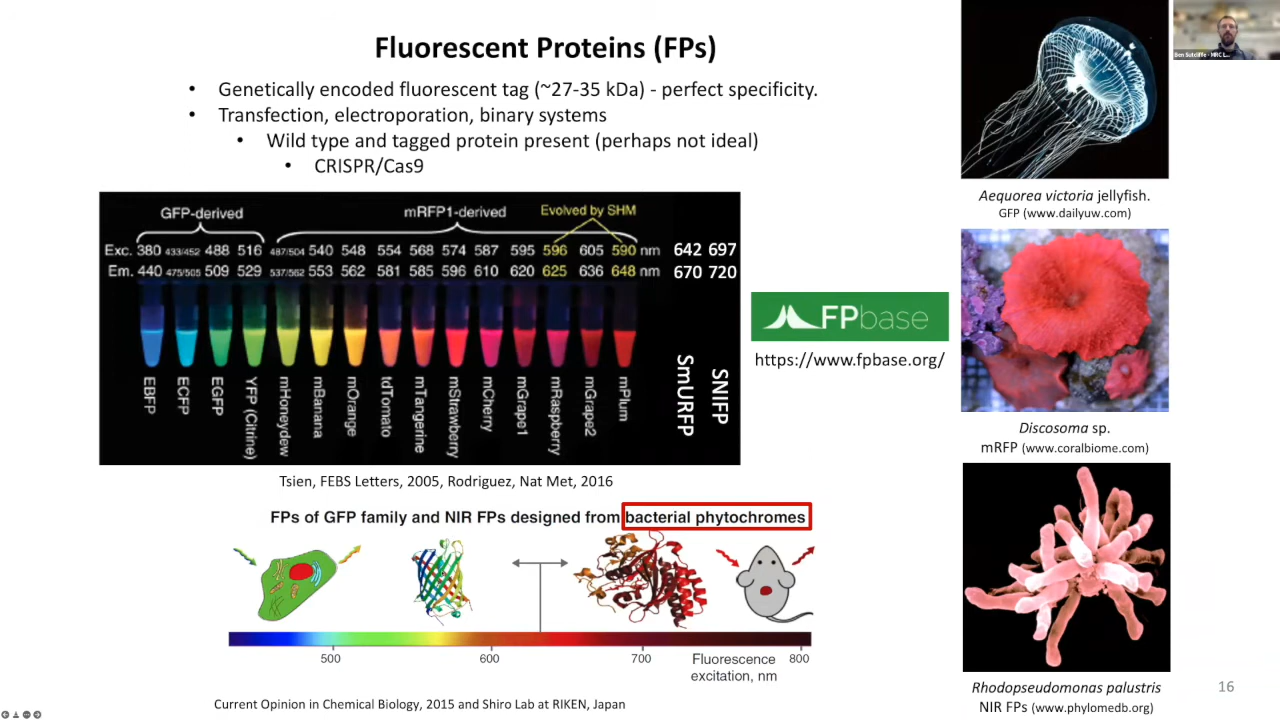 Fluorescent Proteins (FPs)
• Genetically encoded fluorescent tag (~27-35 kDa) - perfect specificity.
• Transfection, electroporation, binary systems
• Wild type and tagged protein present (perhaps not ideal)
• CRISPR/Cas9
GFP-derived
mRFP1-derived
Evolved by SHM
Exc. 380 433/452 488 516 487/504 540 548 554 568 574 587 595 596 605 590 nm 642 697
Em. 440 475/505 509 529 537/562 553 562 581 585 596 610 620 625 636 648 nm 670 720
EBFP
ECFP
EGFP
YFP (Citrine)
mHoneydew
mBanana
mOrange
tdTomato
mTangerine
mStrawberry
mCherry
mGrape1
mRaspberry
mGrape2
mPlum
SmURFP
SNIFP
Tsien, FEBS Letters, 2005, Rodriguez, Nat Met, 2016
FPbase
https://www.fpbase.org/
FPs of GFP family and NIR FPs designed from bacterial phytochromes
500 600 700 800
Fluorescence
excitation, nm
Current Opinion in Chemical Biology, 2015 and Shiro Lab at RIKEN, Japan
Aequorea victoria jellyfish.
GFP (www.dailyuw.com)
Discosoma sp.
mRFP (www.coralbiome.com)
Rhodopseudomonas palustris
NIR FPs (www.phylomedb.org)
16
Ben Sutcliffe - MRC L...